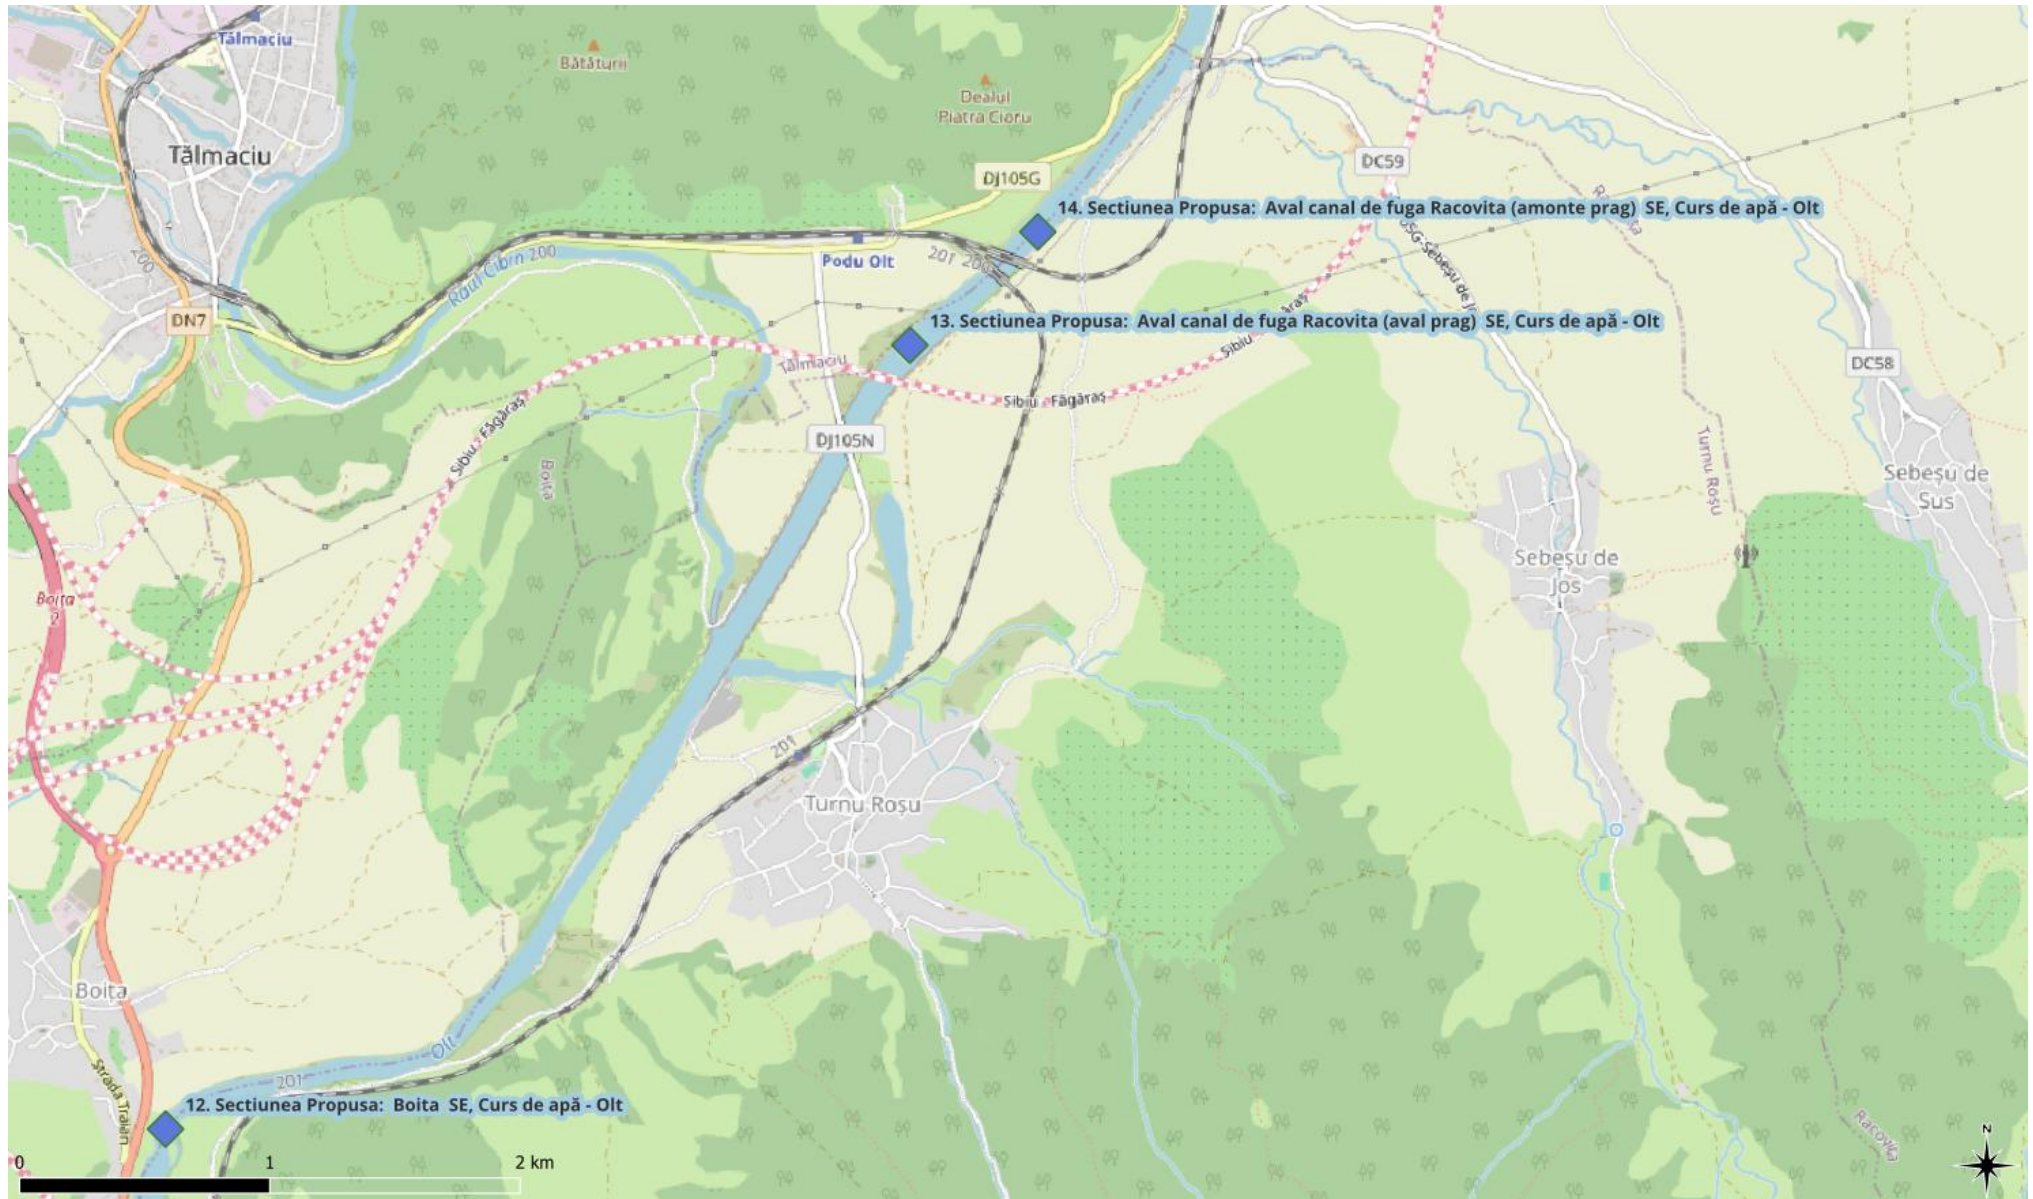 Tălmaciu
Bătăturii
Dealul
Piatra Cioru
Tălmaciu
DJ105G
DC59
Racovița
14. Sectiunea Propusa: Aval canal de fuga Racovita (amonte prag) SE, Curs de apă - Olt
200
Râul Cibin 200
Podu Olt
201 200
DN7
13. Sectiunea Propusa: Aval canal de fuga Racovita (aval prag) SE, Curs de apă - Olt
Sibiu
Tălmaciu
DC58
Sibiu - Făgăraș
Sibiu - Făgăraș
DJ105N
Boița
Turnu Roșu
Sebeșu de
Sus
Sebeșu de
Jos
Boița
2
201
Turnu Roșu
Boița
Olt
201
Strada Traian
12. Sectiunea Propusa: Boita SE, Curs de apă - Olt
Racovița
N
0 1 2 km